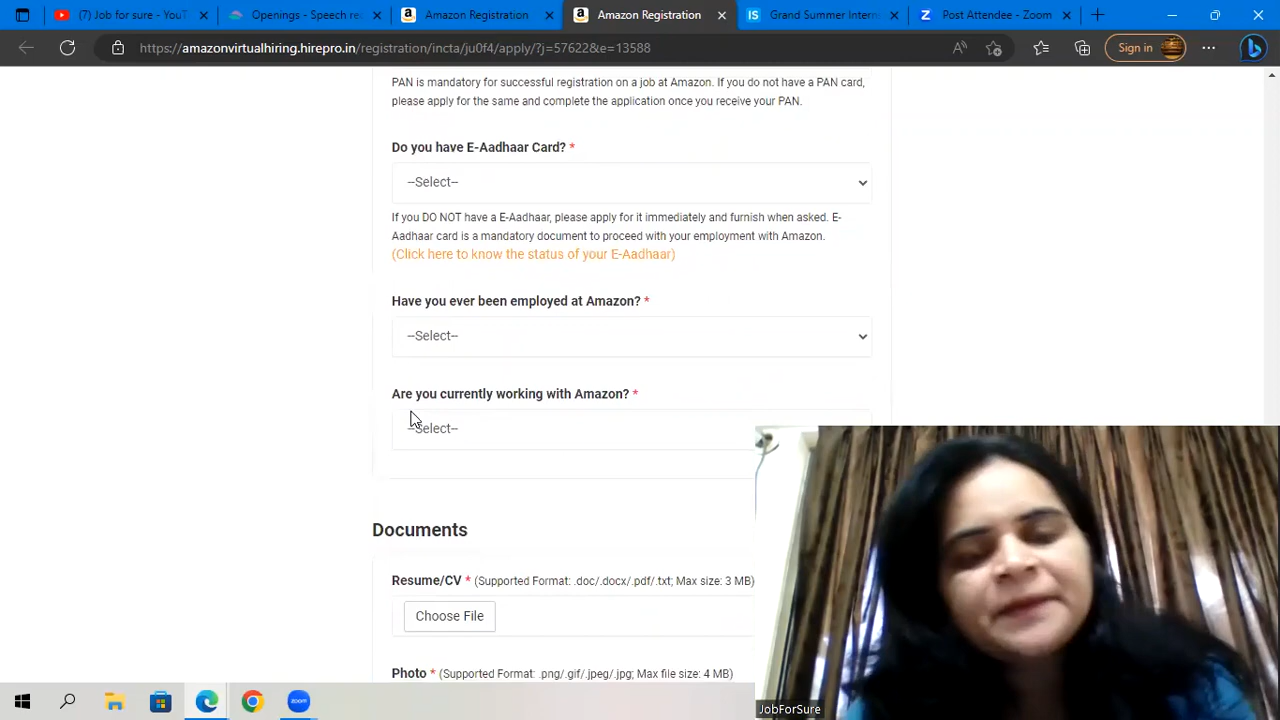 (7) Job for sure - YouT
Openings - Speech re
Amazon Registration
Amazon Registration
IS Grand Summer Intern
Post Attendee - Zoom
https://amazonvirtualhiring.hirepro.in/registration/incta/ju0f4/apply/?j=57622&e=13588
Sign in
PAN is mandatory for successful registration on a job at Amazon. If you do not have a PAN card,
please apply for the same and complete the application once you receive your PAN.
Do you have E-Aadhaar Card? *
--Select--
If you DO NOT have a E-Aadhaar, please apply for it immediately and furnish when asked. E-
Aadhaar card is a mandatory document to proceed with your employment with Amazon.
(Click here to know the status of your E-Aadhaar)
Have you ever been employed at Amazon? *
--Select--
Are you currently working with Amazon? *
--Select--
Documents
Resume/CV * (Supported Format: .doc/.docx/.pdf/.txt; Max size: 3 MB)
Choose File
Photo * (Supported Format: .png/.gif/.jpeg/.jpg; Max file size: 4 MB)
zoom
JobForSure